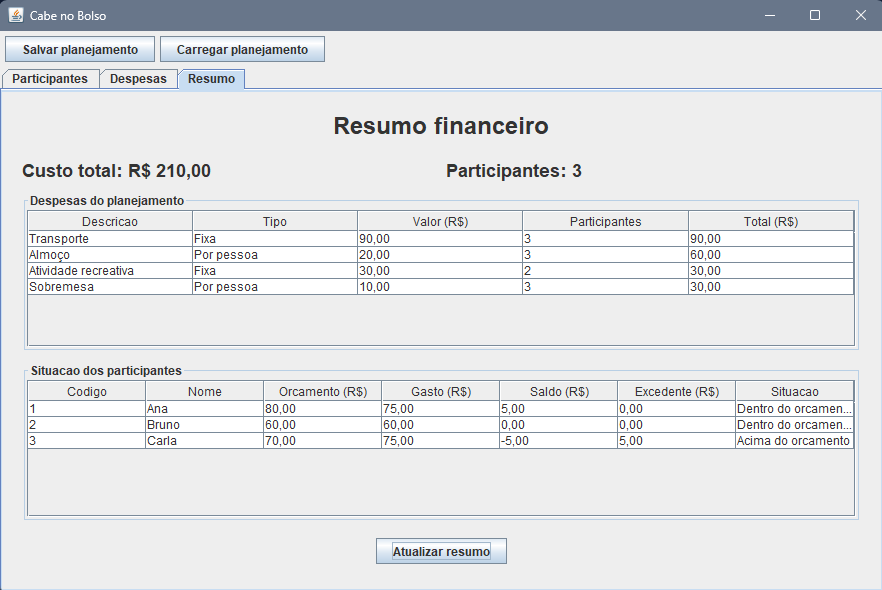 Cabe no Bolso
Salvar planejamento Carregar planejamento
Participantes Despesas Resumo
Resumo financeiro
Custo total: R$ 210,00 Participantes: 3
Despesas do planejamento
Descricao Tipo Valor (R$) Participantes Total (R$)
Transporte Fixa 90,00 3 90,00
Almoço Por pessoa 20,00 3 60,00
Atividade recreativa Fixa 30,00 2 30,00
Sobremesa Por pessoa 10,00 3 30,00
Situacao dos participantes
Codigo Nome Orcamento (R$) Gasto (R$) Saldo (R$) Excedente (R$) Situacao
1 Ana 80,00 75,00 5,00 0,00 Dentro do orcamen...
2 Bruno 60,00 60,00 0,00 0,00 Dentro do orcamen...
3 Carla 70,00 75,00 -5,00 5,00 Acima do orcamento
Atualizar resumo